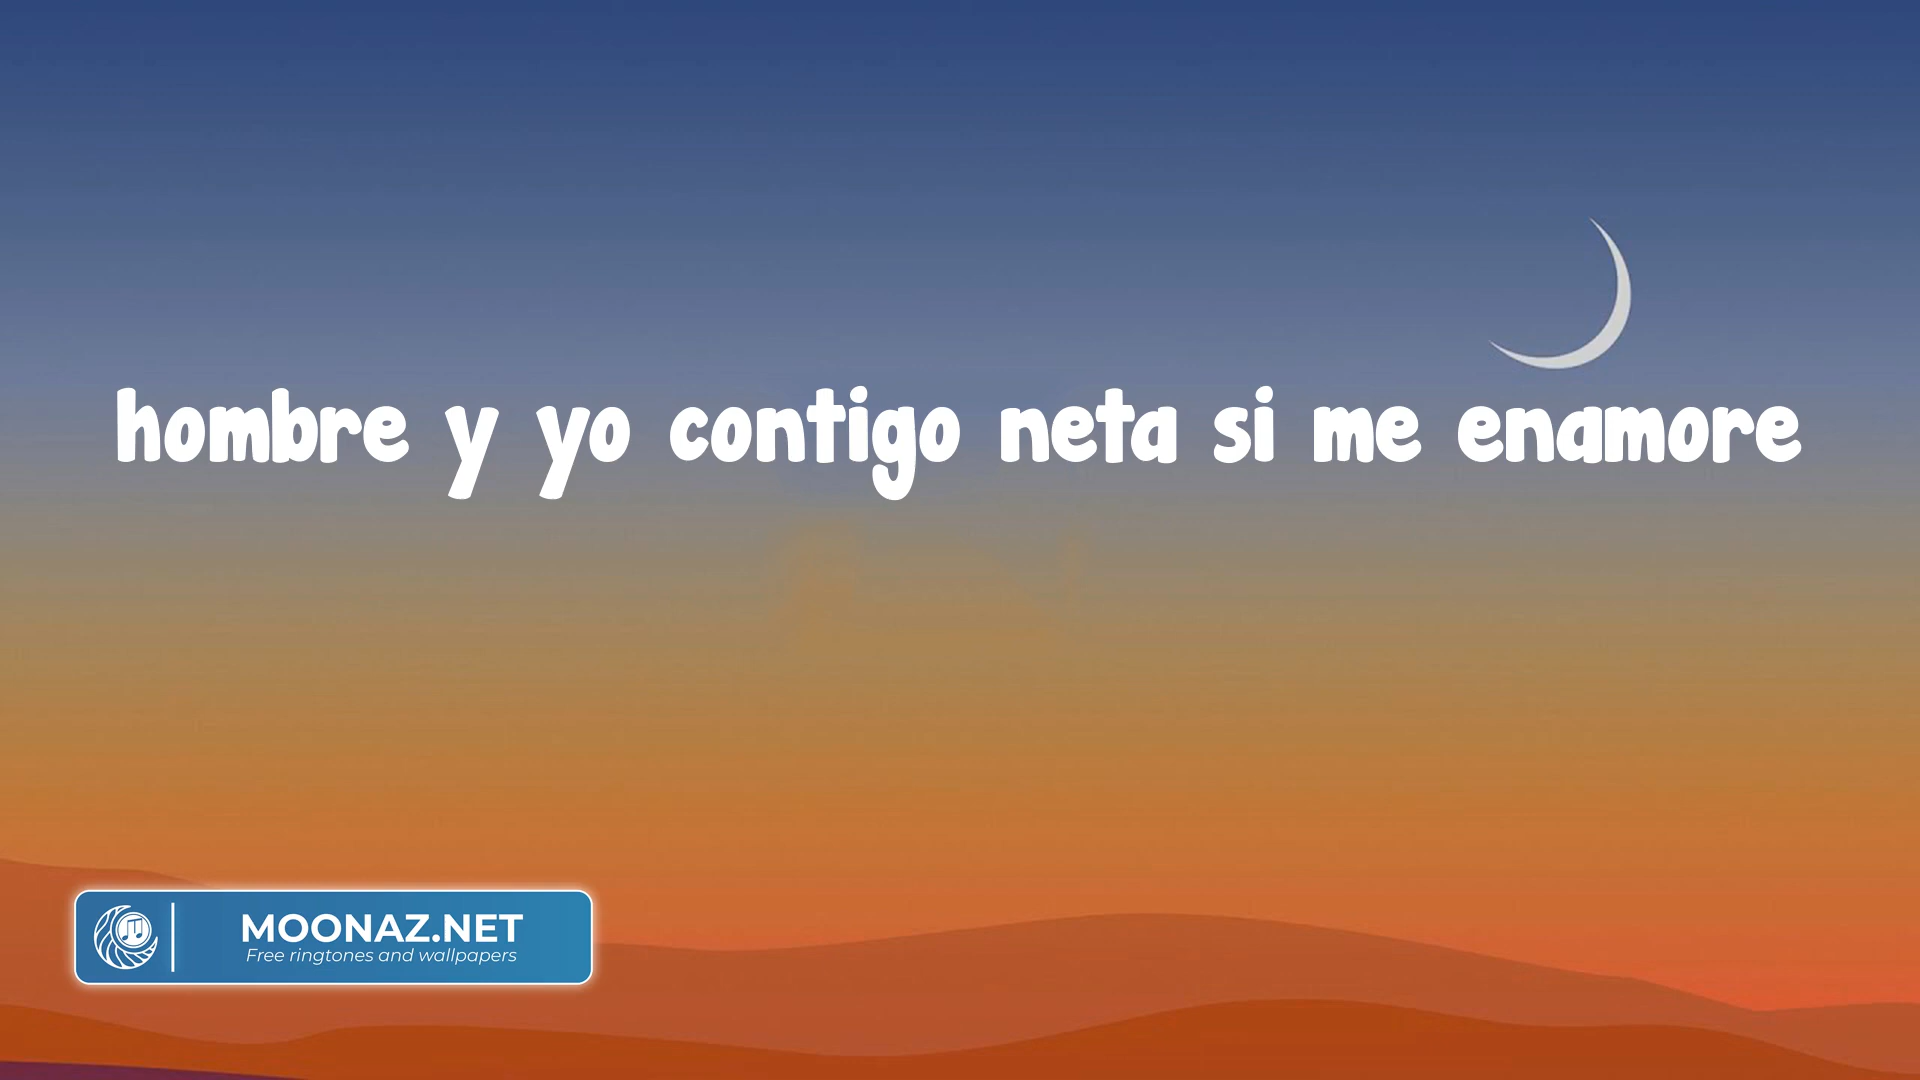 hombre y yo contigo neta si me enamore
MOONAZ.NET
Free ringtones and wallpapers